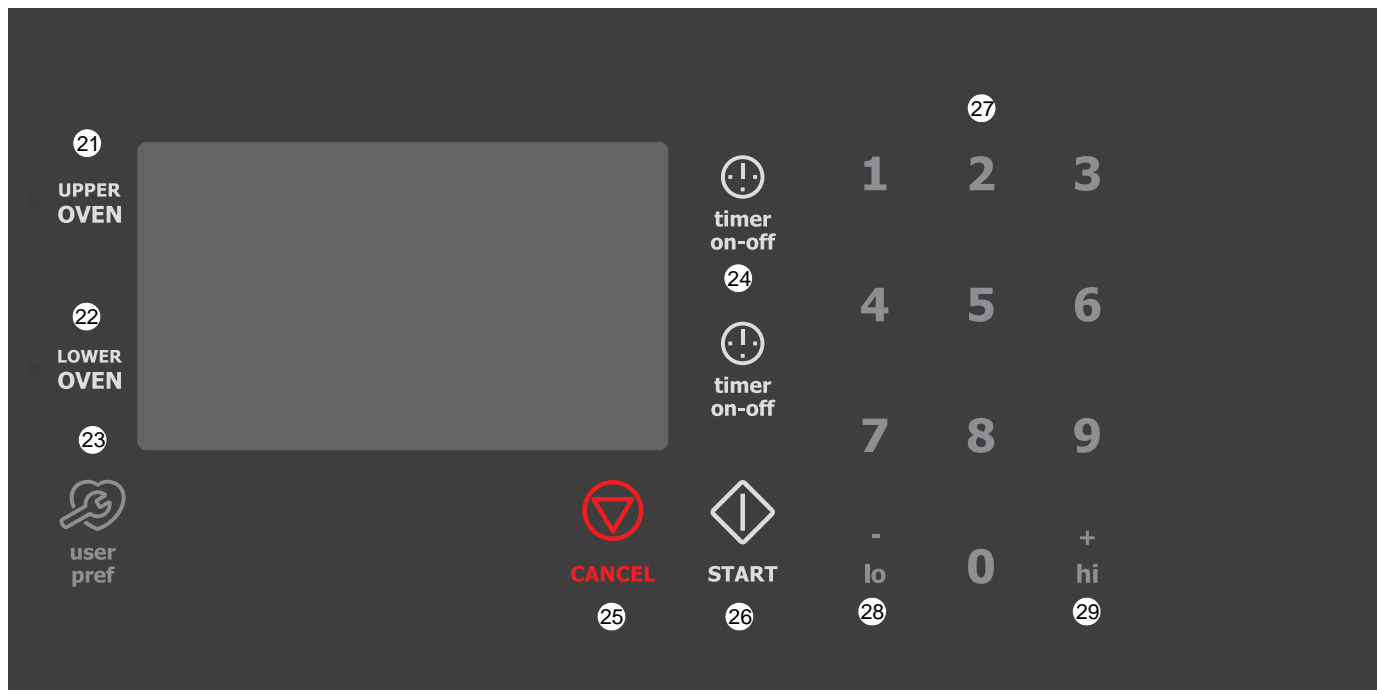 27
21
1 2 3
UPPER
OVEN
timer
on-off
24
22
4 5 6
LOWER
OVEN
timer
on-off
23
7 8 9
user
pref
CANCEL
START
-
lo
0
+
hi
25
26
28
29